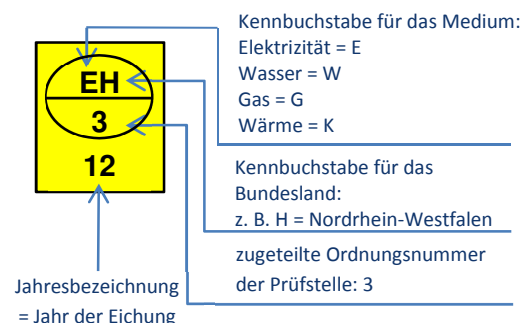 EH
3
12
Kennbuchstabe für das Medium:
Elektrizität = E
Wasser = W
Gas = G
Wärme = K
Kennbuchstabe für das
Bundesland:
z. B. H = Nordrhein-Westfalen
zugeteilte Ordnungsnummer
der Prüfstelle: 3
Jahresbezeichnung
= Jahr der Eichung